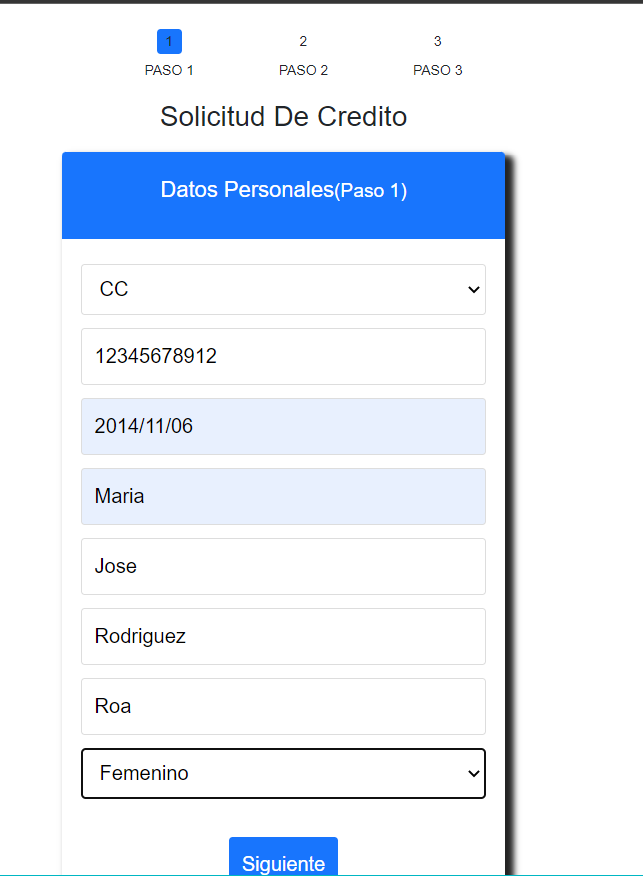 1 2 3
PASO 1 PASO 2 PASO 3
Solicitud De Credito
Datos Personales(Paso 1)
CC
12345678912
2014/11/06
Maria
Jose
Rodriguez
Roa
Femenino
Siguiente